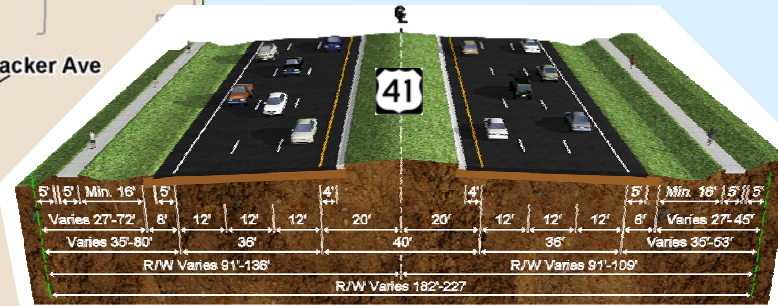 ℄
acker Ave
41
5' 5' Min. 16' 5' 4' 4' 5' Min. 16' 5' 5'
Varies 27'-72' 8' 12' 12' 12' 20' 20' 12' 12' 12' 8' Varies 27'-45'
Varies 35'-80' 36' 40' 36' Varies 35'-53'
R/W Varies 91'-136' R/W Varies 91'-109'
R/W Varies 182'-227'